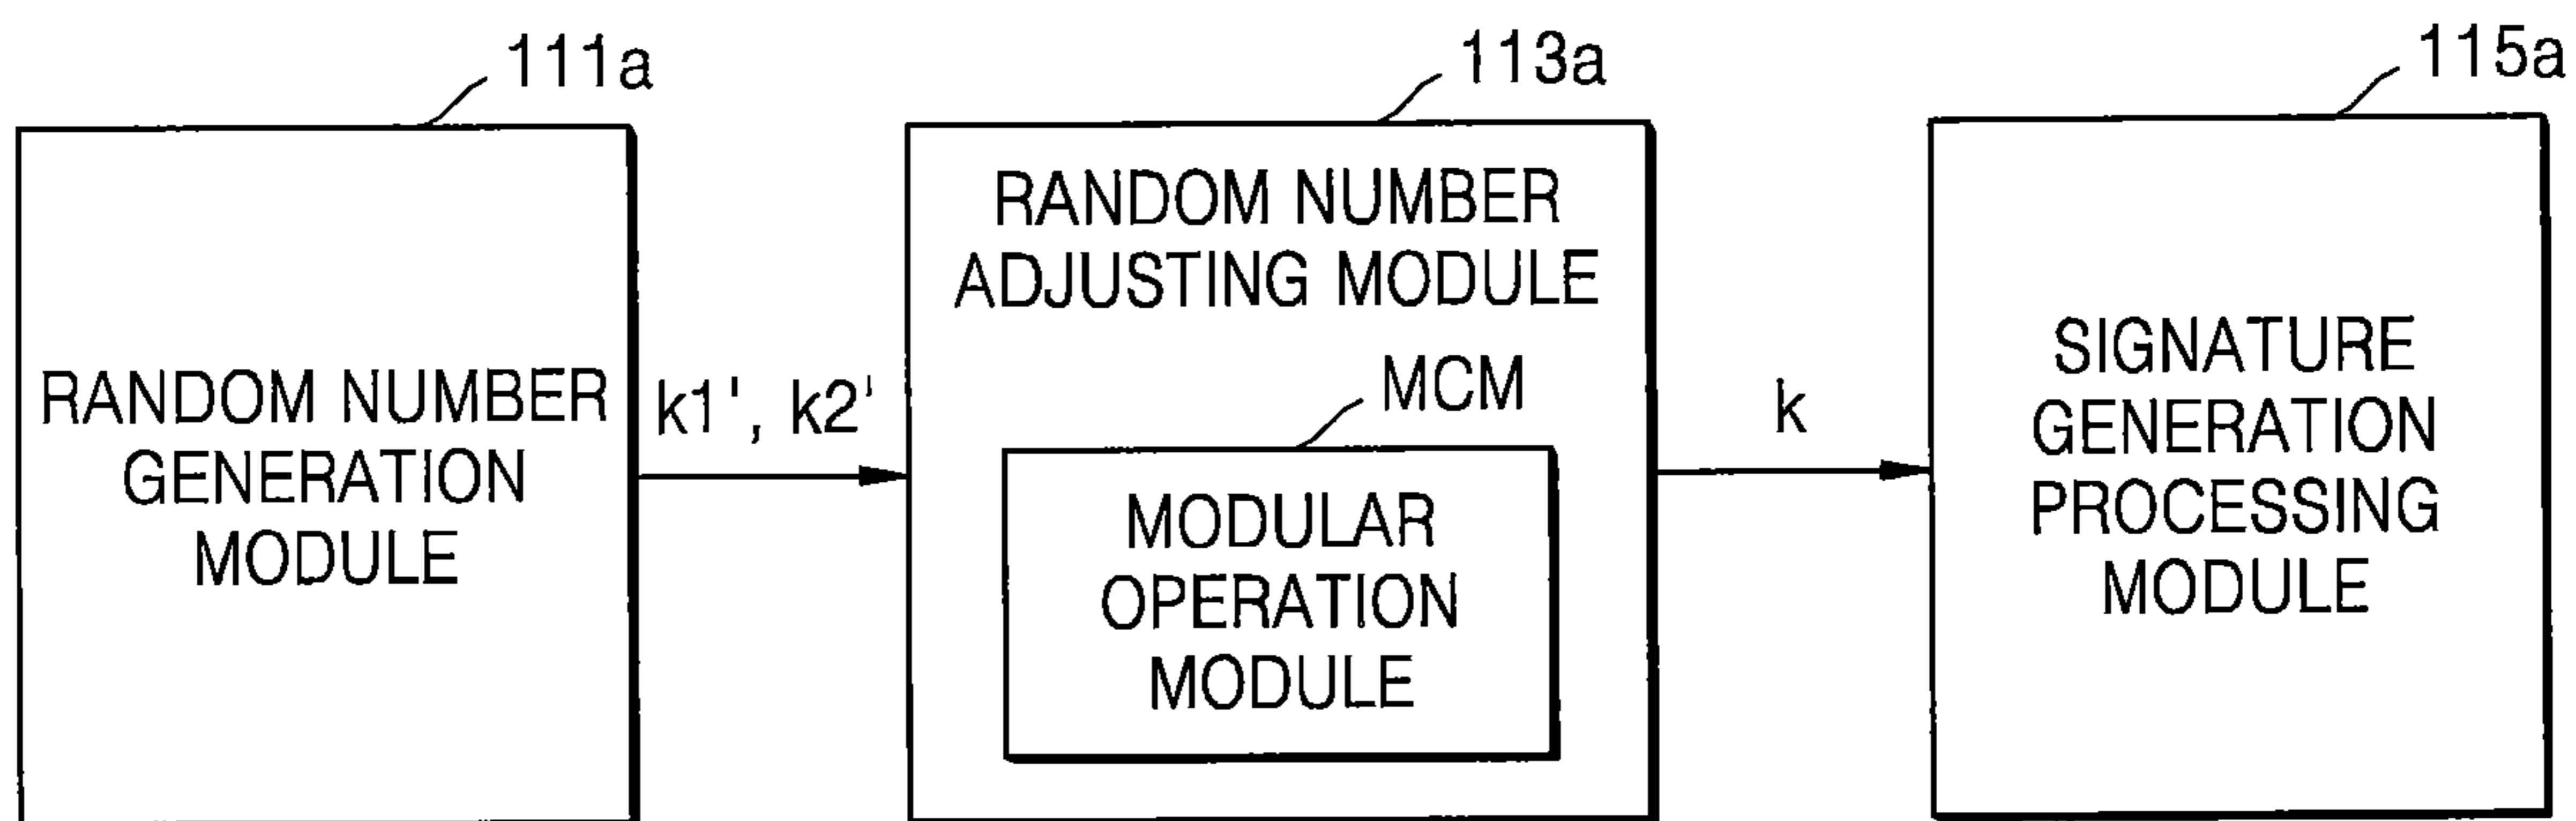 111a
RANDOM NUMBER
GENERATION
MODULE
k1', k2'
113a
RANDOM NUMBER
ADJUSTING MODULE
MCM
MODULAR
OPERATION
MODULE
k
115a
SIGNATURE
GENERATION
PROCESSING
MODULE